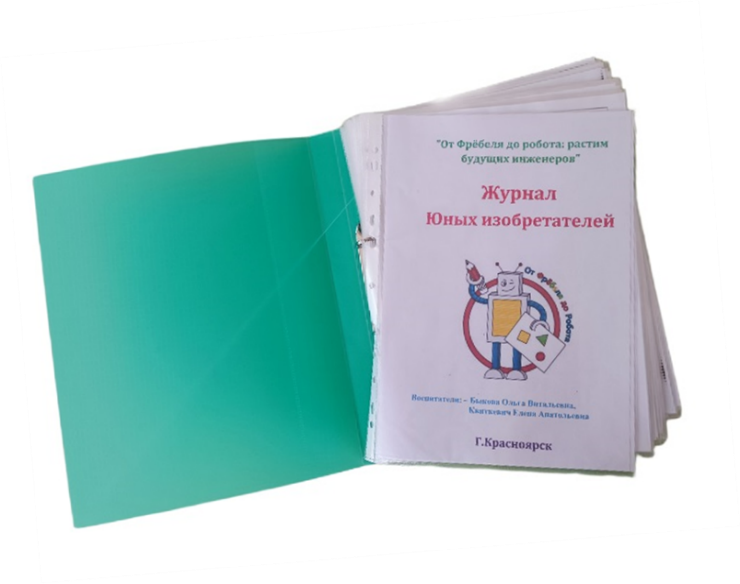 "От Фрёбеля до робота: растим
будущих инженеров"
Журнал
Юных изобретателей
От Фрёбеля до Робота
Воспитатели: – Быкова Ольга Витальевна,
Елена Анатольевна
Г.Красноярск